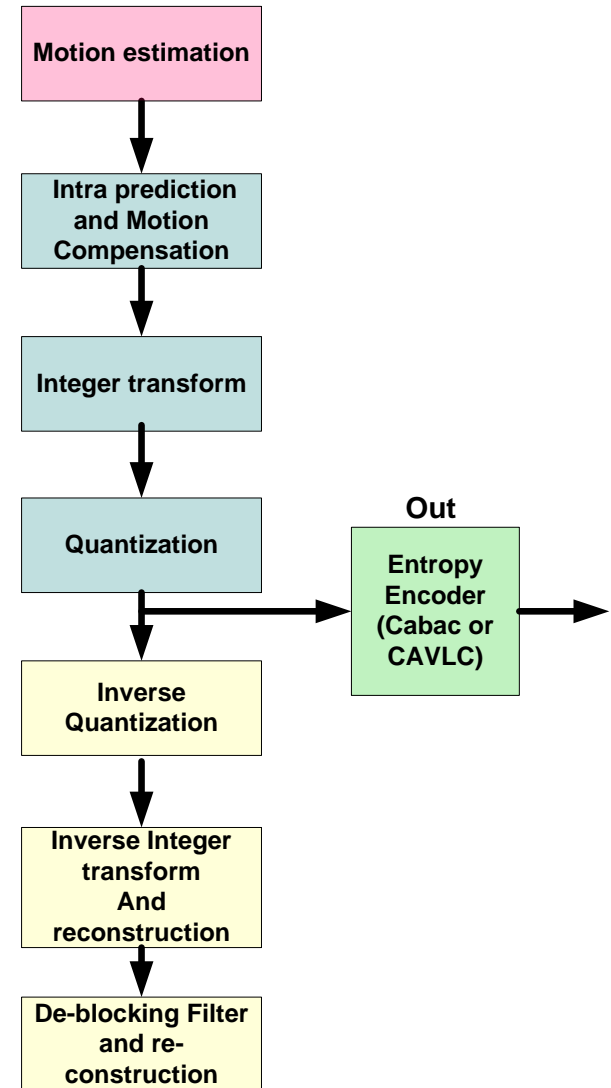 Motion estimation
Intra prediction
and Motion
Compensation
Integer transform
Quantization
Out
Entropy
Encoder
(Cabac or
CAVLC)
Inverse
Quantization
Inverse Integer
transform
And
reconstruction
De-blocking Filter
and re-
construction